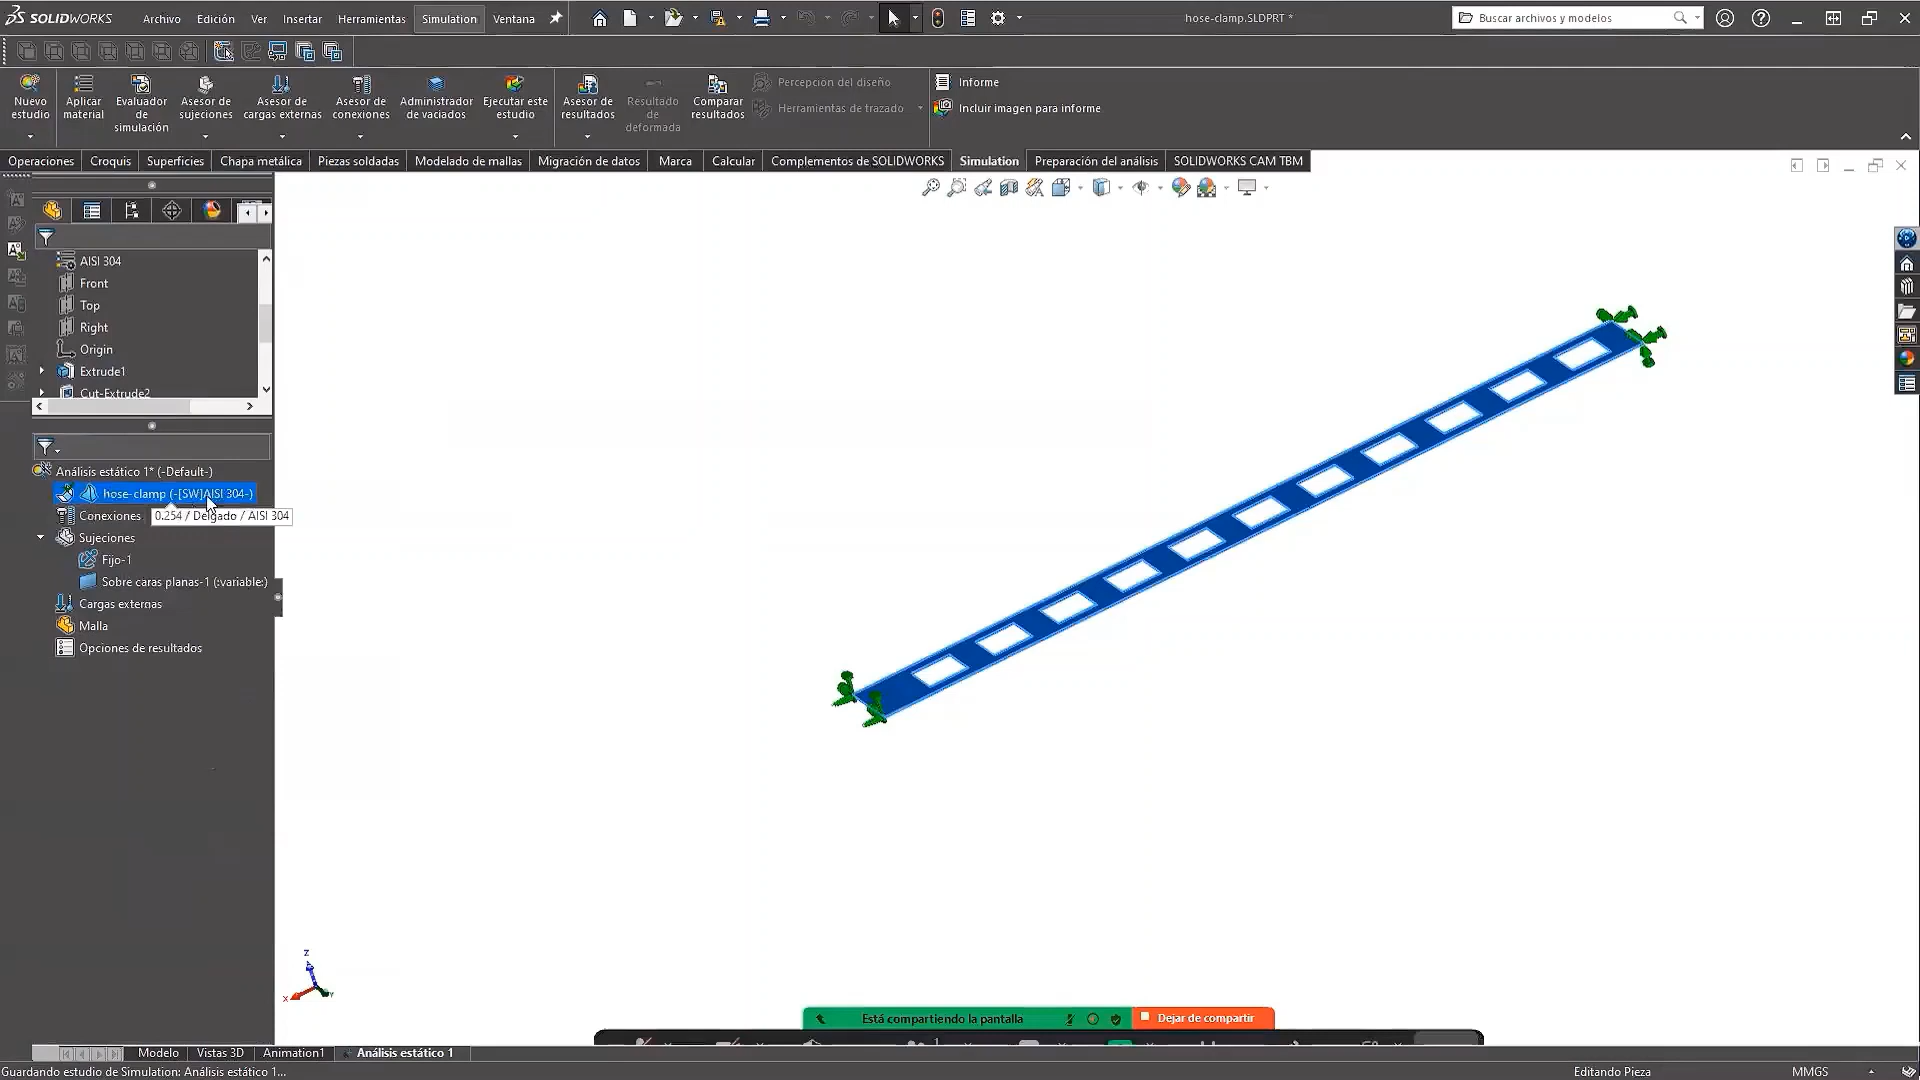 SOLIDWORKS
Archivo
Edición
Ver
Insertar
Herramientas
Simulation
Ventana
hose-clamp.SLDPRT *
Buscar archivos y modelos
Nuevo estudio
Aplicar material
Evaluador de simulación
Asesor de sujeciones
Asesor de cargas externas
Asesor de conexiones
Administrador de vaciados
Ejecutar este estudio
Asesor de resultados
Resultado de deformada
Comparar resultados
Percepción del diseño
Herramientas de trazado
Informe
Incluir imagen para informe
Operaciones
Croquis
Superficies
Chapa metálica
Piezas soldadas
Modelado de mallas
Migración de datos
Marca
Calcular
Complementos de SOLIDWORKS
Simulation
Preparación del análisis
SOLIDWORKS CAM TBM
AISI 304
Front
Top
Right
Origin
Extrude1
Cut-Extrude2
Análisis estático 1* (-Default-)
hose-clamp (-[SW]AISI 304-)
Conexiones
0.254 / Delgado / AISI 304
Sujeciones
Fijo-1
Sobre caras planas-1 (:variable:)
Cargas externas
Malla
Opciones de resultados
Z
X
Y
Está compartiendo la pantalla
Dejar de compartir
Modelo
Vistas 3D
Animation1
Análisis estático 1
Guardando estudio de Simulation: Análisis estático 1...
Editando Pieza
MMGS